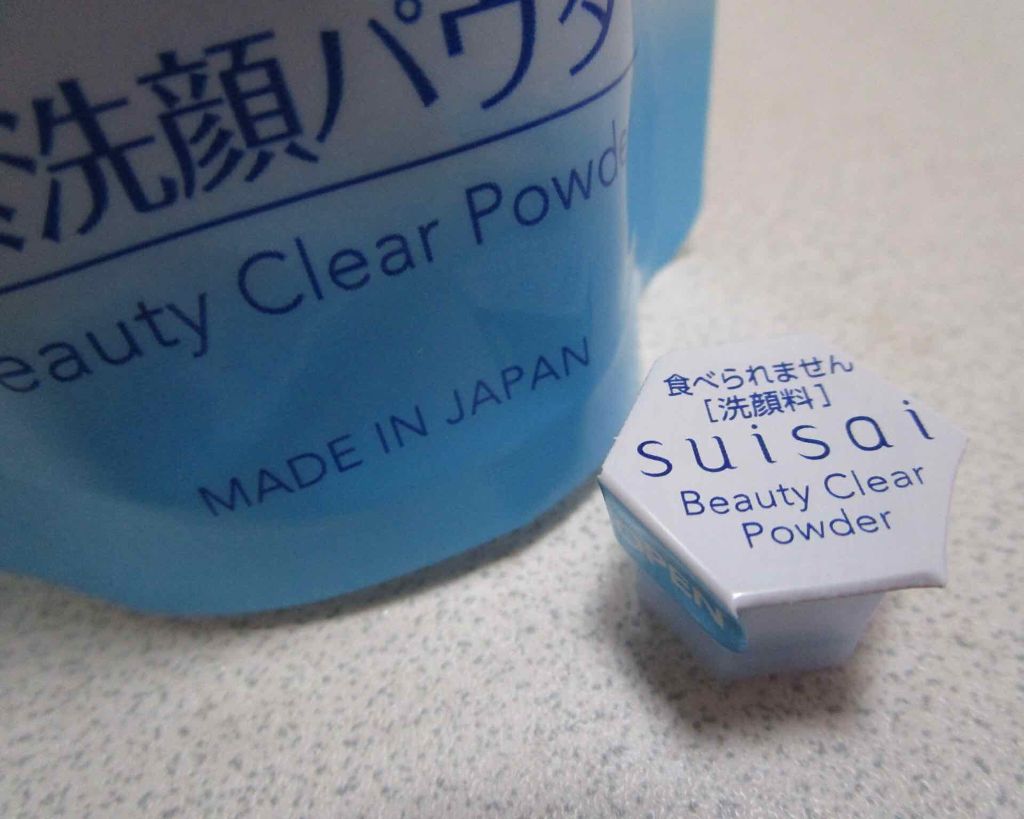 洗顔パウダ
Beauty Clear Powde
MADE IN JAPAN
食べられません
[洗顔料]
suisai
Beauty Clear
Powder
OPEN